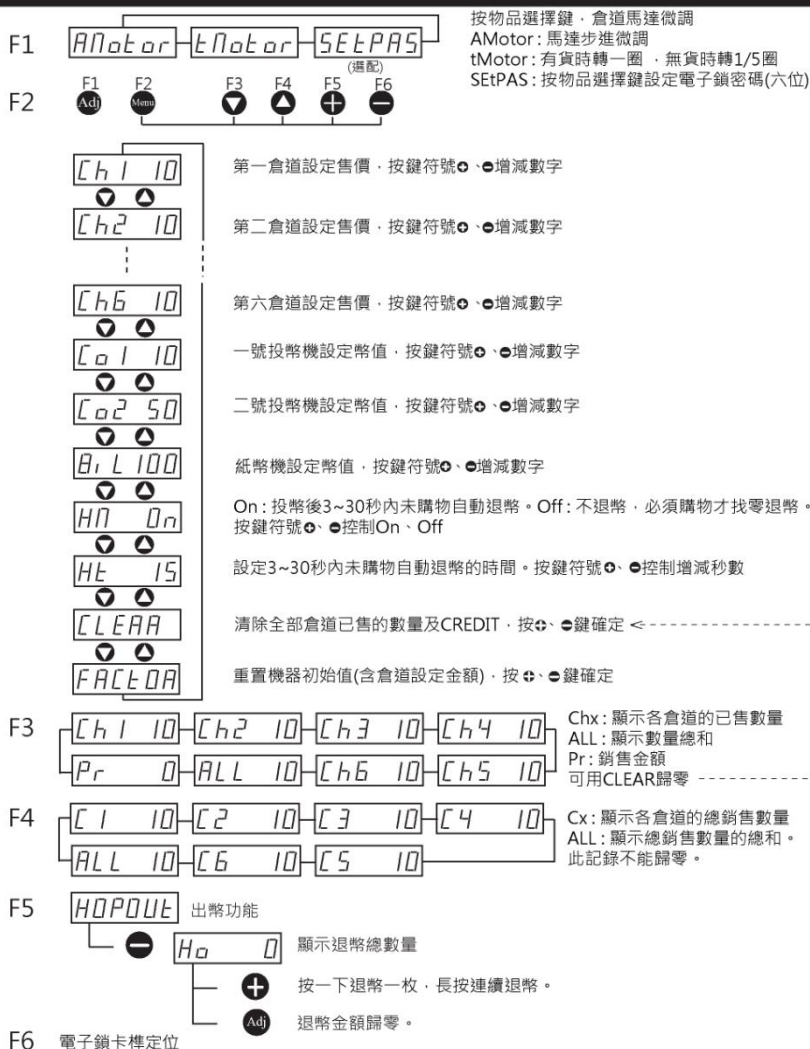 F1 AMotor tMotor SEtPAS
(選配)
按物品選擇鍵，倉道馬達微調
AMotor : 馬達步進微調
tMotor : 有貨時轉一圈 ，無貨時轉1/5圈
SEtPAS : 按物品選擇鍵設定電子鎖密碼(六位)
F1 F2 F3 F4 F5 F6
F2 Adj Menu
Ch1 10 第一倉道設定售價，按鍵符號⊕、⊖增減數字
Ch2 10 第二倉道設定售價，按鍵符號⊕、⊖增減數字
Ch6 10 第六倉道設定售價，按鍵符號⊕、⊖增減數字
Co1 10 一號投幣機設定幣值，按鍵符號⊕、⊖增減數字
Co2 50 二號投幣機設定幣值，按鍵符號⊕、⊖增減數字
BiL100 紙幣機設定幣值，按鍵符號⊕、⊖增減數字
HM On On : 投幣後3~30秒內未購物自動退幣。Off : 不退幣，必須購物才找零退幣。
按鍵符號⊕、⊖控制On、Off
Ht 15 設定3~30秒內未購物自動退幣的時間。按鍵符號⊕、⊖控制增減秒數
CLEAR 清除全部倉道已售的數量及CREDIT，按⊕、⊖鍵確定
FACtOR 重置機器初始值(含倉道設定金額)，按⊕、⊖鍵確定
F3 Ch1 10 Ch2 10 Ch3 10 Ch4 10
Pr 0 ALL 10 Ch6 10 Ch5 10
Chx : 顯示各倉道的已售數量
ALL : 顯示數量總和
Pr : 銷售金額
可用CLEAR歸零
F4 C1 10 C2 10 C3 10 C4 10
ALL 10 C6 10 C5 10
Cx : 顯示各倉道的總銷售數量
ALL : 顯示總銷售數量的總和。
此記錄不能歸零。
F5 HOPOUt 出幣功能
Ho 0 顯示退幣總數量
按一下退幣一枚，長按連續退幣。
Adj 退幣金額歸零。
F6 電子鎖卡榫定位